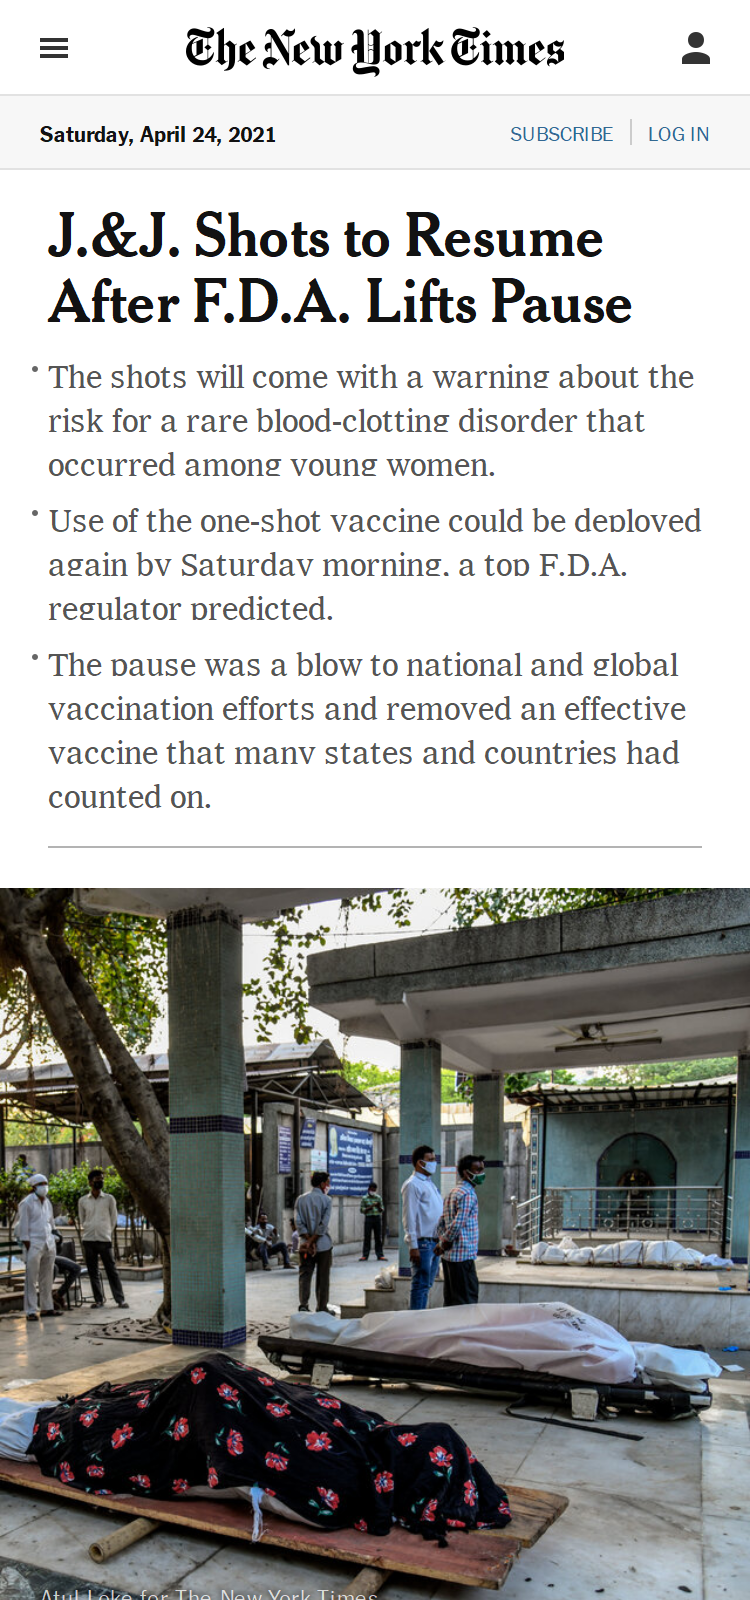 The New York Times
Saturday, April 24, 2021
SUBSCRIBE
LOG IN
J.&J. Shots to Resume
After F.D.A. Lifts Pause
The shots will come with a warning about the
risk for a rare blood-clotting disorder that
occurred among young women.
Use of the one-shot vaccine could be deployed
again by Saturday morning, a top F.D.A.
regulator predicted.
The pause was a blow to national and global
vaccination efforts and removed an effective
vaccine that many states and countries had
counted on.
Atul Loke for The New York Times